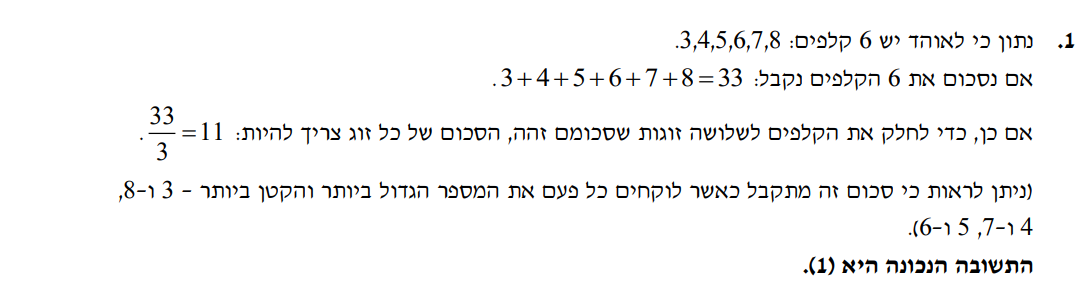 1. נתון כי לאוהד יש 6 קלפים: 3,4,5,6,7,8.
אם נסכום את 6 הקלפים נקבל: 3+4+5+6+7+8=33.
אם כן, כדי לחלק את הקלפים לשלושה זוגות שסכומם זהה, הסכום של כל זוג צריך להיות: 33/3=11.
(ניתן לראות כי סכום זה מתקבל כאשר לוקחים כל פעם את המספר הגדול ביותר והקטן ביותר - 3 ו-8,
4 ו-7, 5 ו-6).
התשובה הנכונה היא (1).